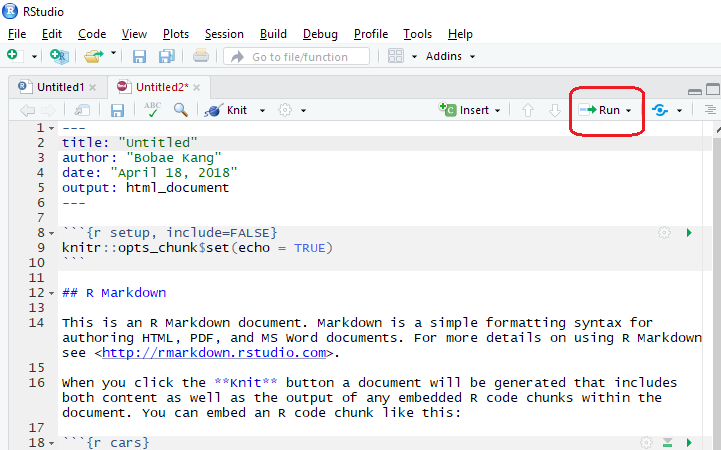 RStudio
File Edit Code View Plots Session Build Debug Profile Tools Help
Go to file/function Addins
Untitled1 Untitled2*
ABC Knit Insert Run
1 ---
2 title: "Untitled"
3 author: "Bobae Kang"
4 date: "April 18, 2018"
5 output: html_document
6 ---
7
8 ```{r setup, include=FALSE}
9 knitr::opts_chunk$set(echo = TRUE)
10 ```
11
12 ## R Markdown
13
14 This is an R Markdown document. Markdown is a simple formatting syntax for
authoring HTML, PDF, and MS Word documents. For more details on using R Markdown
see <http://rmarkdown.rstudio.com>.
15
16 When you click the **Knit** button a document will be generated that includes
both content as well as the output of any embedded R code chunks within the
document. You can embed an R code chunk like this:
17
18 ```{r cars}